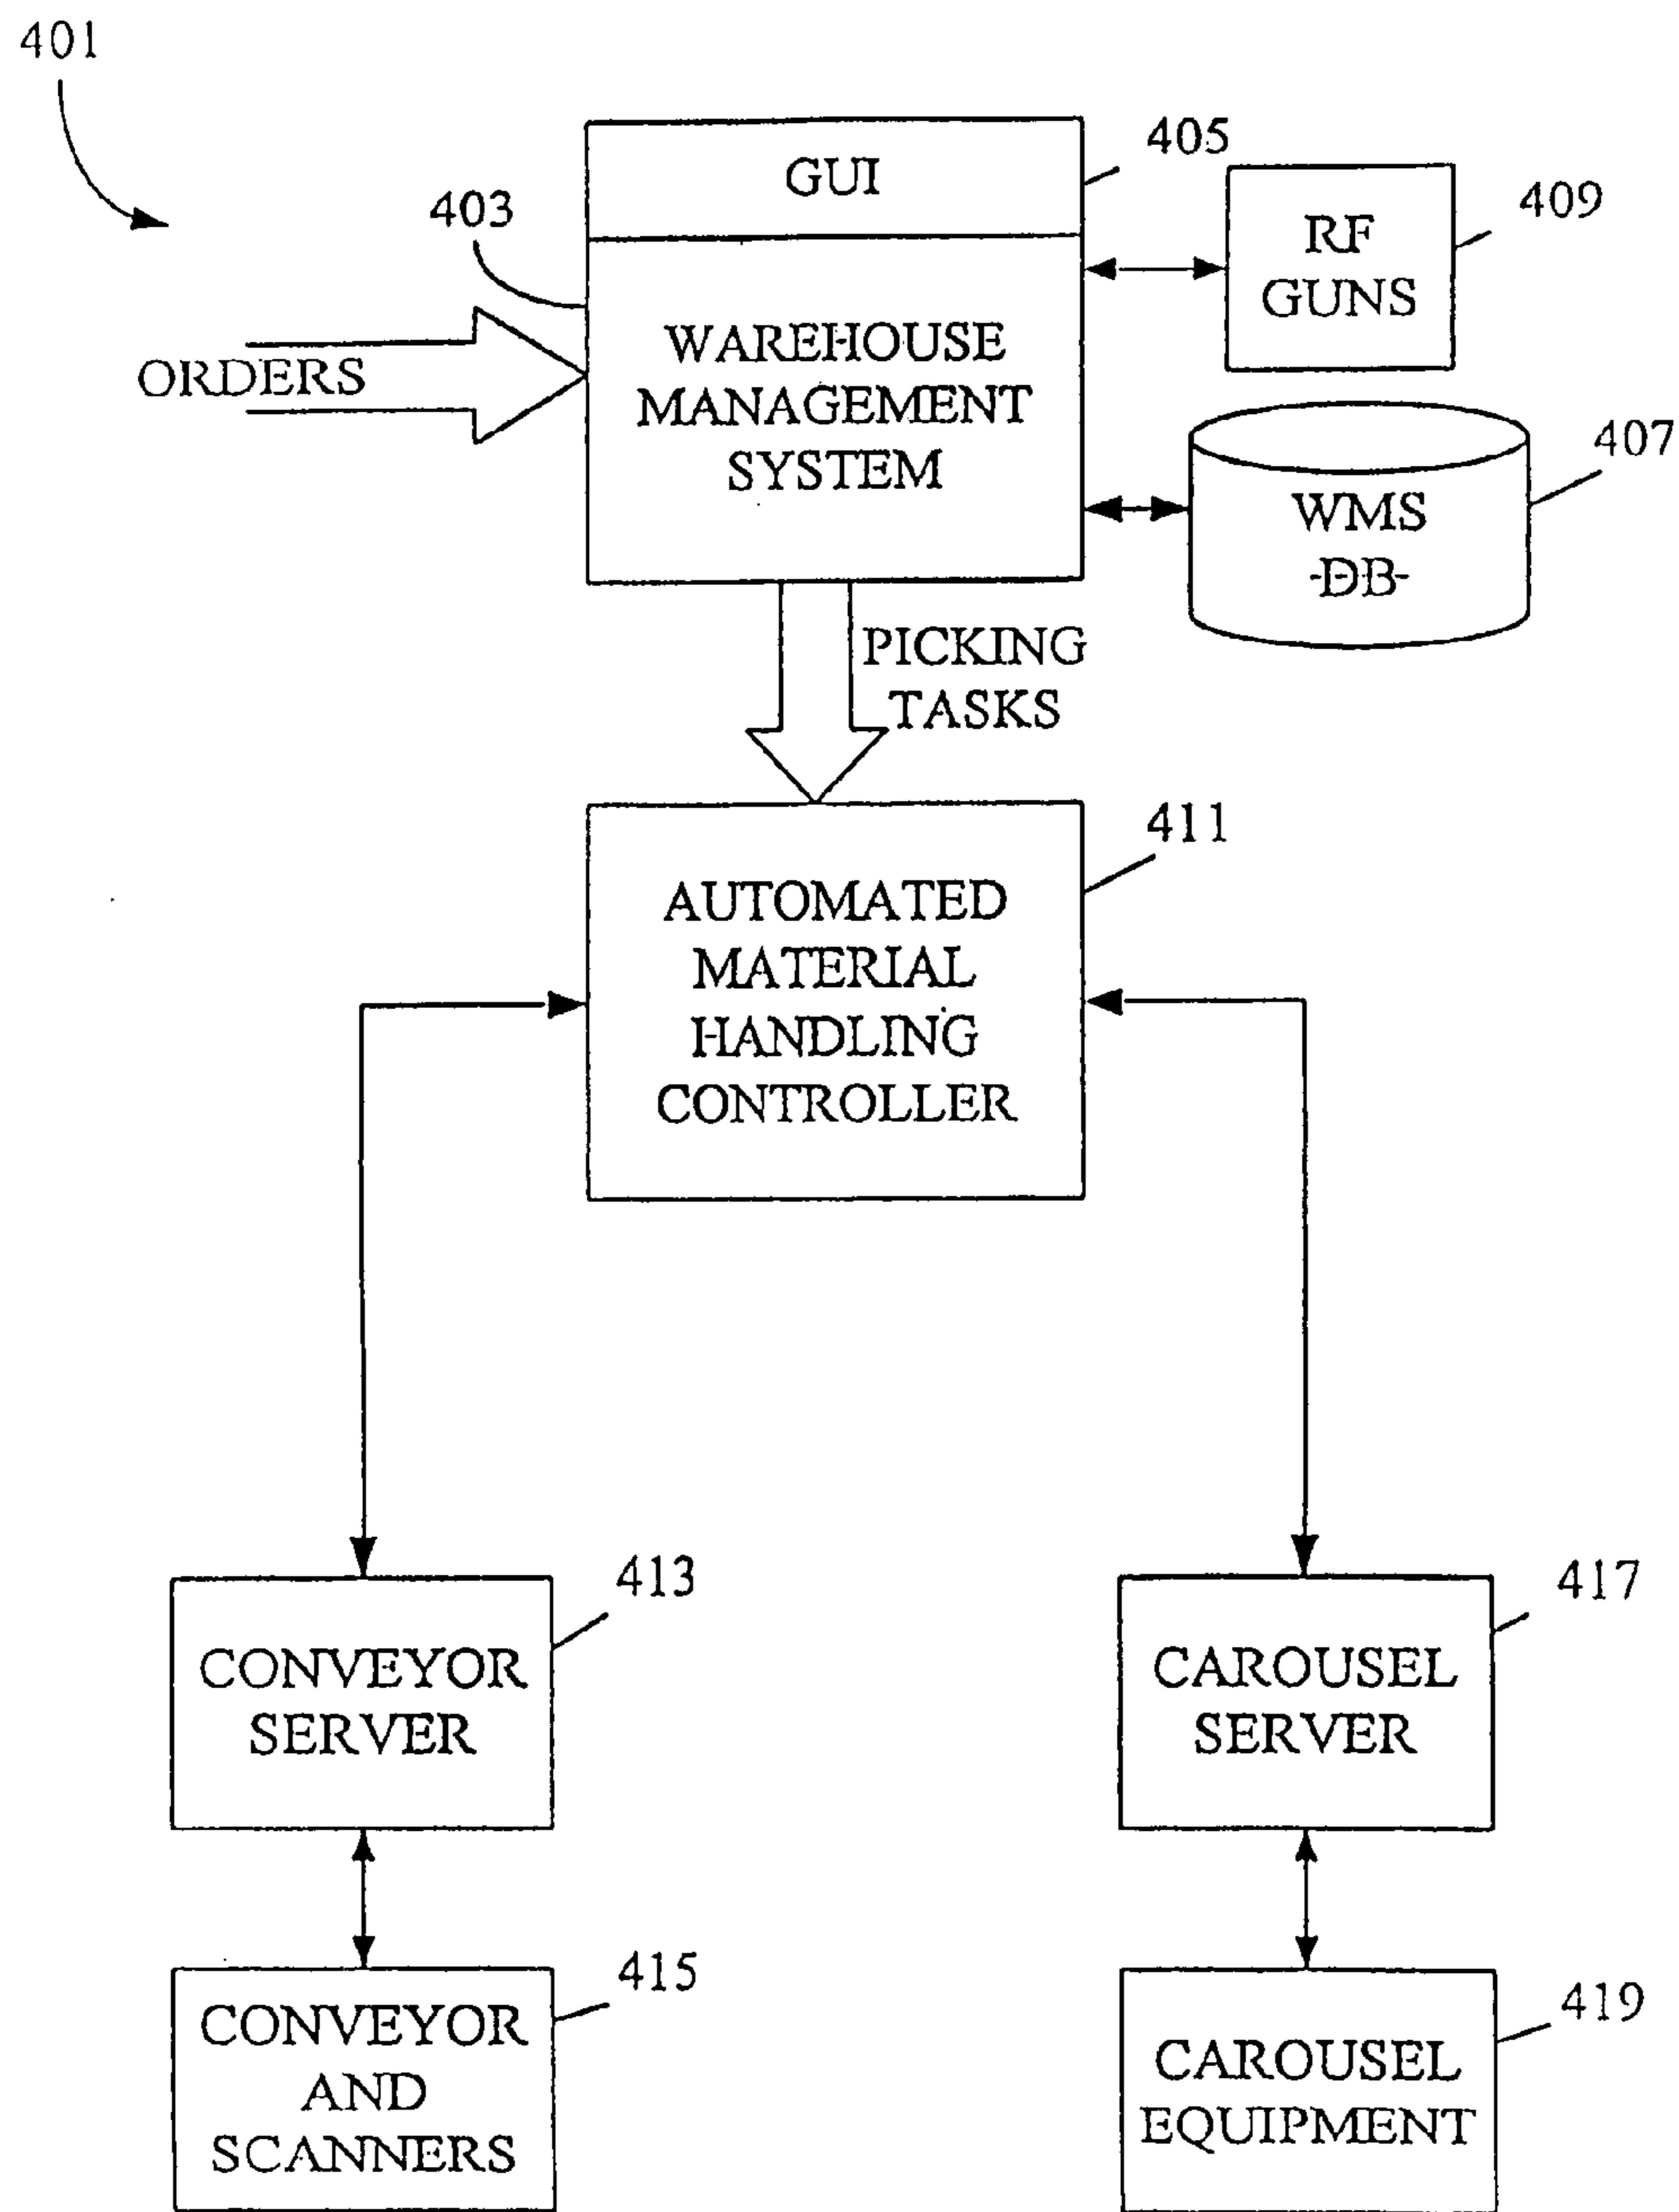 401
GUI
405
403
RF
GUNS
409
ORDERS
WAREHOUSE
MANAGEMENT
SYSTEM
407
WMS
DB
PICKING
TASKS
411
AUTOMATED
MATERIAL
HANDLING
CONTROLLER
413
CONVEYOR
SERVER
417
CAROUSEL
SERVER
415
CONVEYOR
AND
SCANNERS
419
CAROUSEL
EQUIPMENT